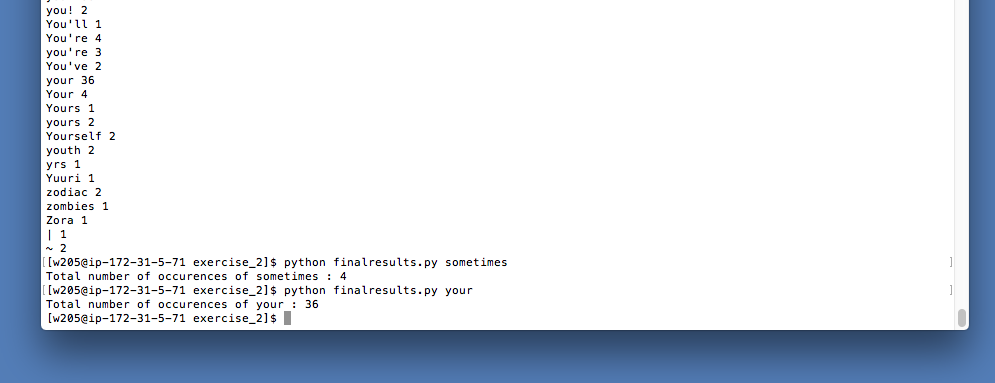 you! 2
You'll 1
You're 4
you're 3
You've 2
your 36
Your 4
Yours 1
yours 2
Yourself 2
youth 2
yrs 1
Yuuri 1
zodiac 2
zombies 1
Zora 1
| 1
~ 2
[[w205@ip-172-31-5-71 exercise_2]$ python finalresults.py sometimes ]
Total number of occurences of sometimes : 4
[[w205@ip-172-31-5-71 exercise_2]$ python finalresults.py your ]
Total number of occurences of your : 36
[w205@ip-172-31-5-71 exercise_2]$